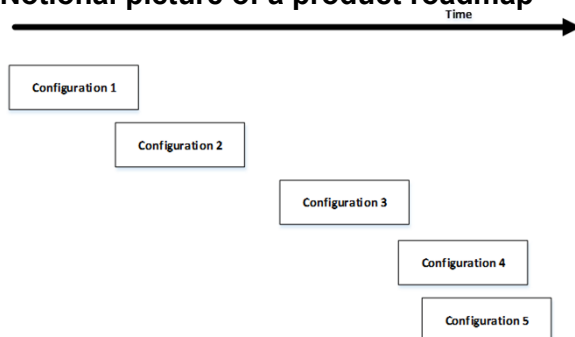 Notional picture of a product roadmap
Time
Configuration 1
Configuration 2
Configuration 3
Configuration 4
Configuration 5